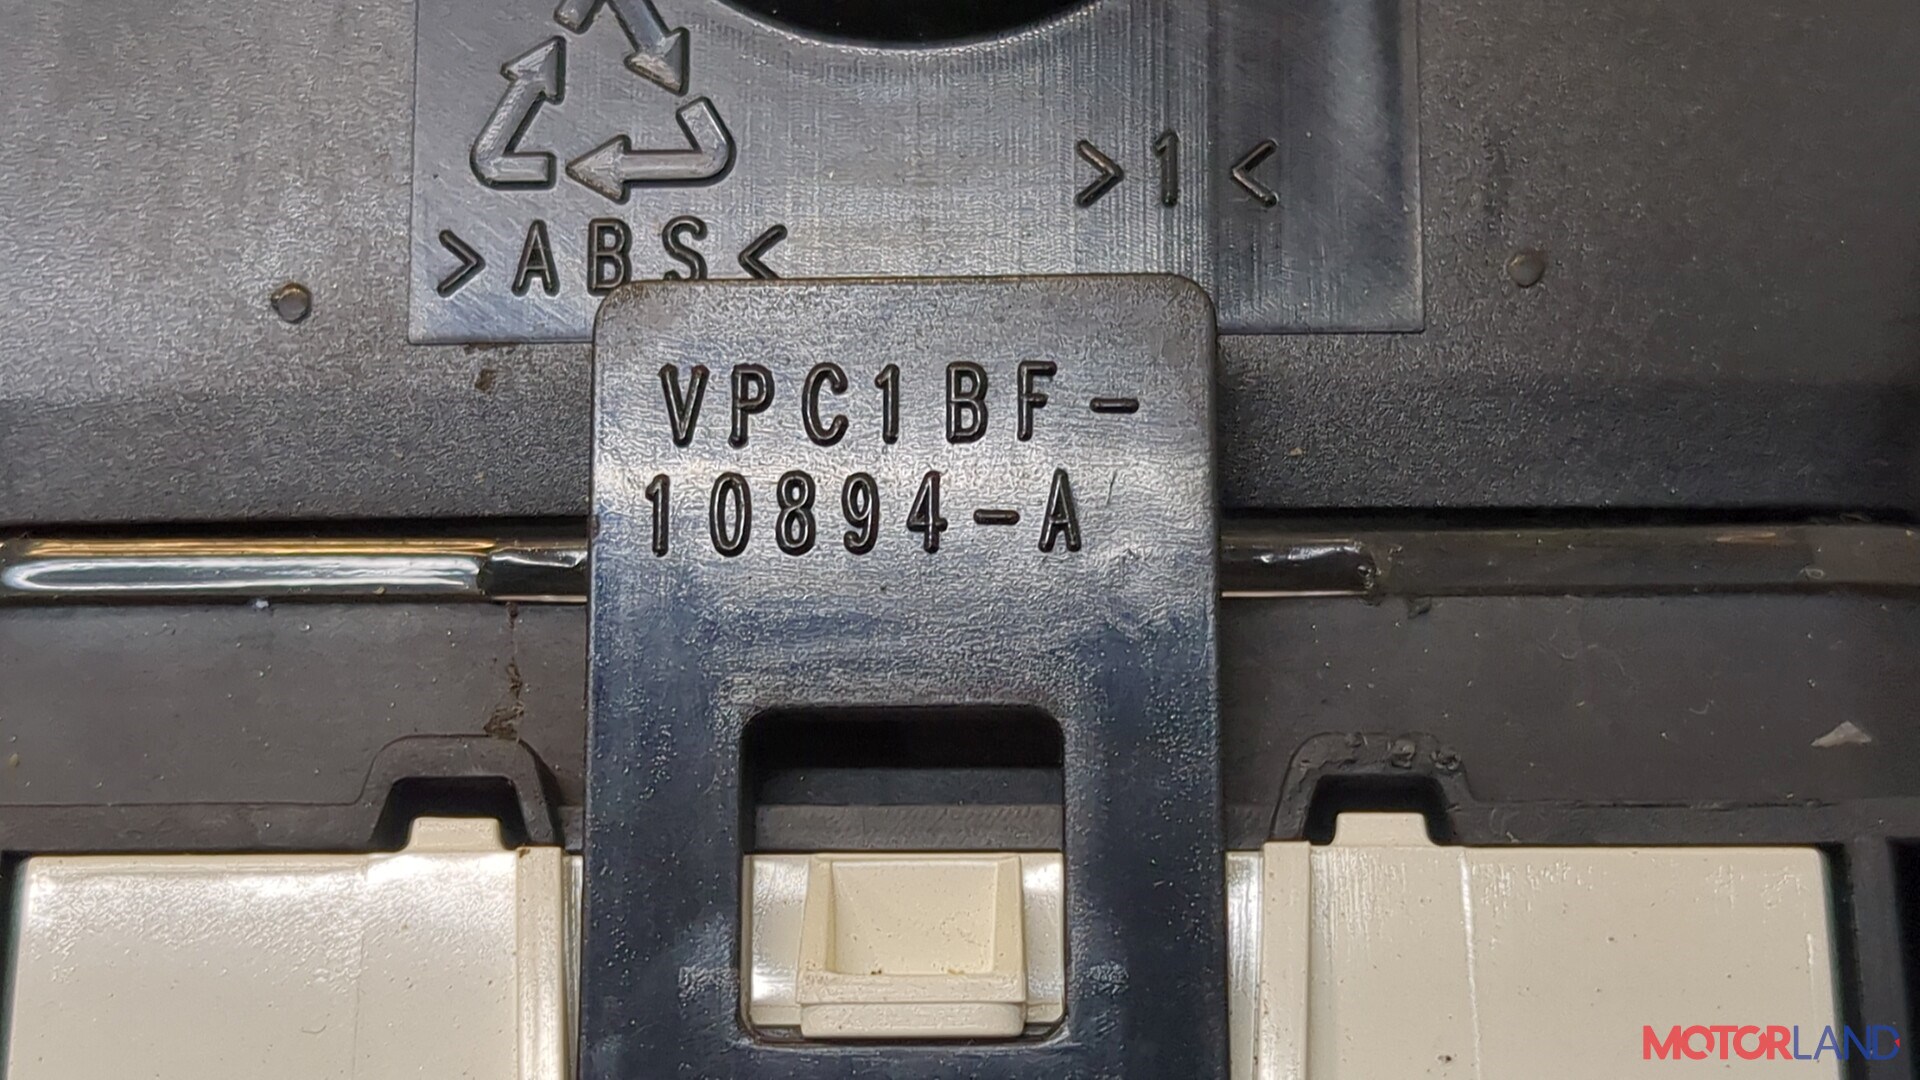 >1<
>ABS<
VPC1BF-
10894-A
MOTORLAND